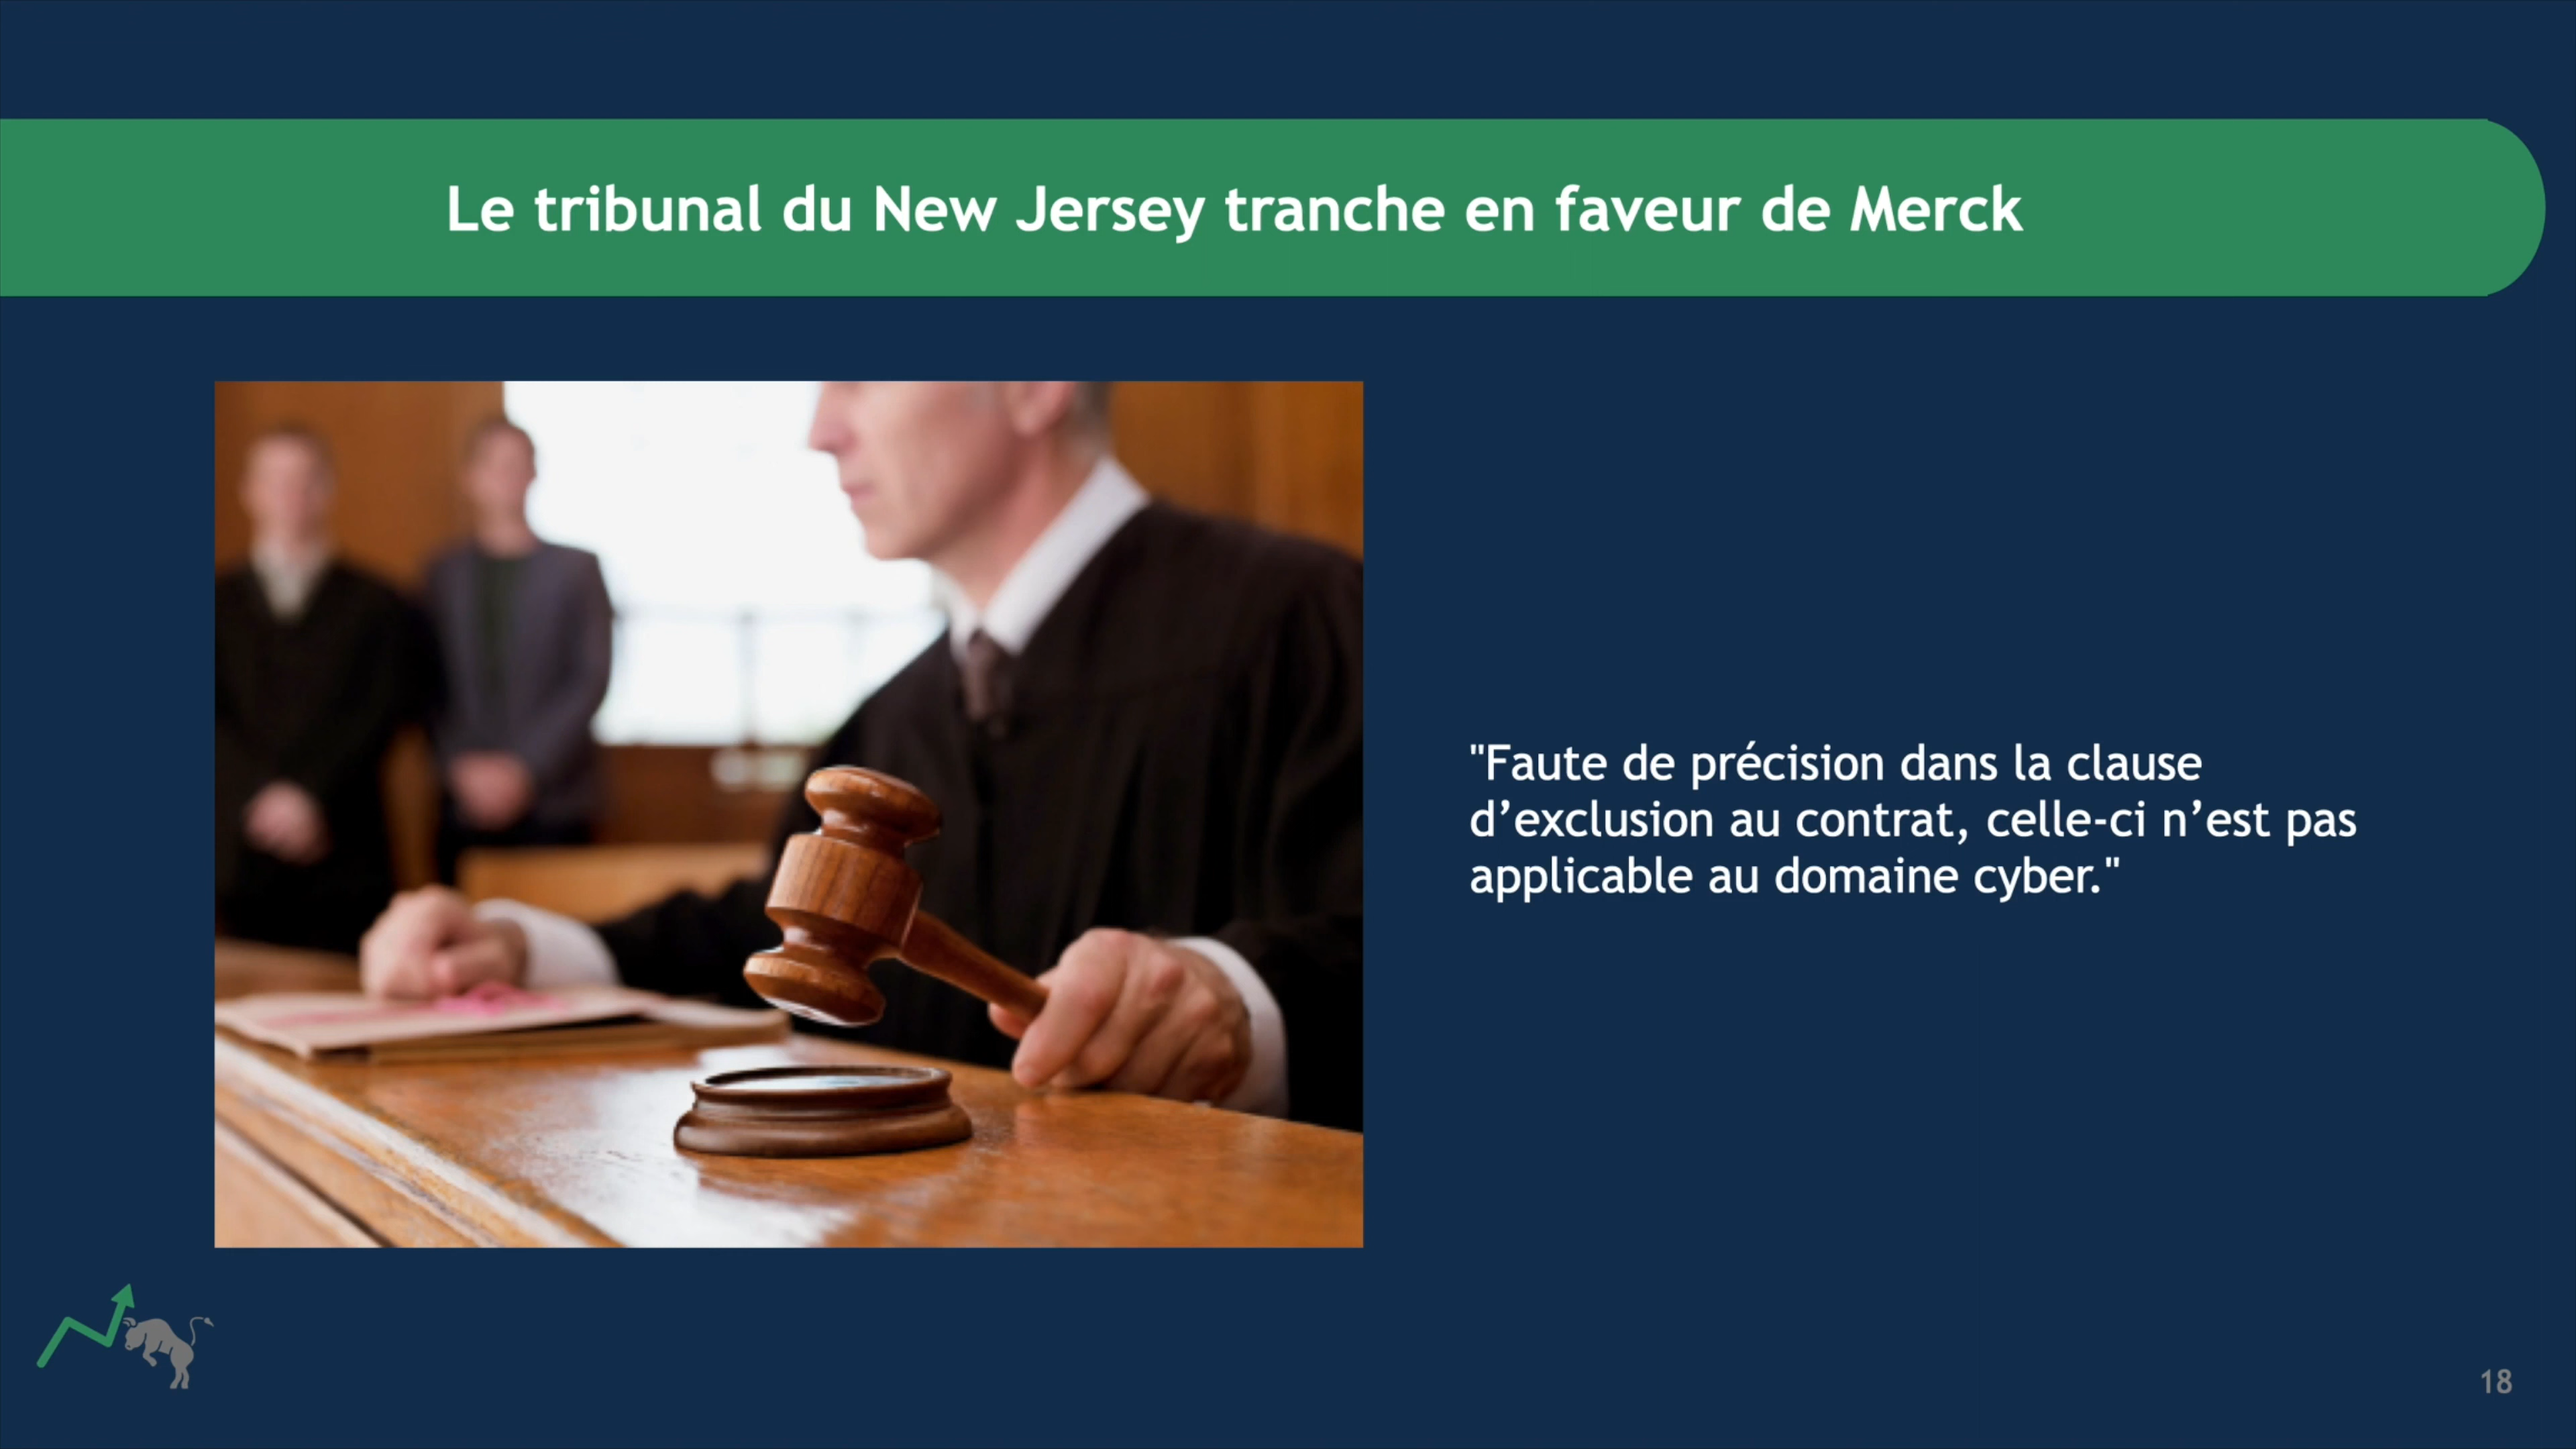 Le tribunal du New Jersey tranche en faveur de Merck
"Faute de précision dans la clause
d’exclusion au contrat, celle-ci n’est pas
applicable au domaine cyber."
18